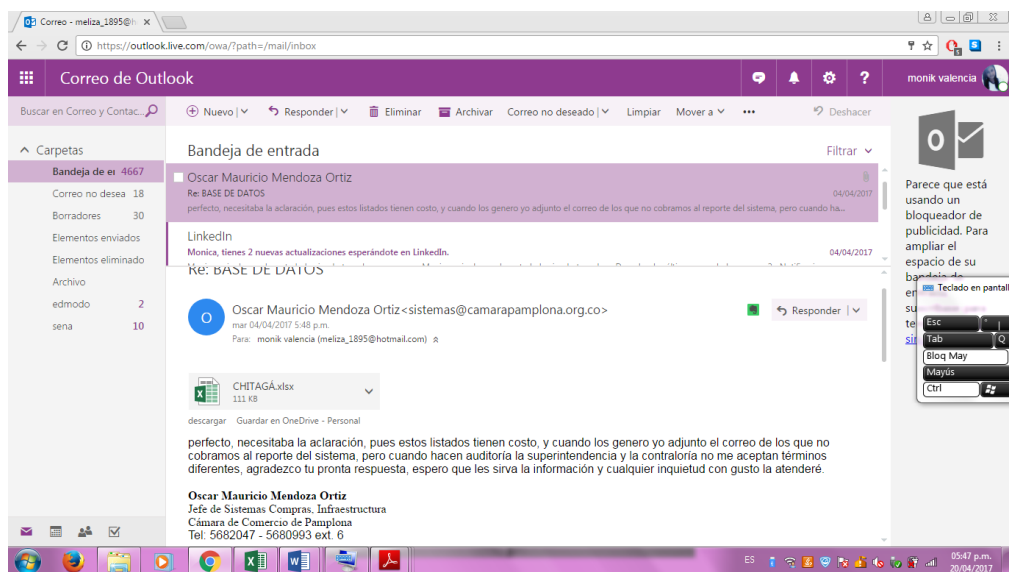 Correo - meliza_1895@h
https://outlook.live.com/owa/?path=/mail/inbox
Correo de Outlook
monik valencia
Buscar en Correo y Contac...
Nuevo
Responder
Eliminar
Archivar
Correo no deseado
Limpiar
Mover a
Deshacer
Carpetas
Bandeja de er 4667
Correo no desea 18
Borradores 30
Elementos enviados
Elementos eliminado
Archivo
edmodo 2
sena 10
Bandeja de entrada
Filtrar
Oscar Mauricio Mendoza Ortiz
Re: BASE DE DATOS
04/04/2017
perfecto, necesitaba la aclaración, pues estos listados tienen costo, y cuando los genero yo adjunto el correo de los que no cobramos al reporte del sistema, pero cuando ha...
LinkedIn
Monica, tienes 2 nuevas actualizaciones esperándote en LinkedIn.
04/04/2017
Re: BASE DE DATOS
O
Oscar Mauricio Mendoza Ortiz<sistemas@camarapamplona.org.co>
mar 04/04/2017 5:48 p.m.
Para: monik valencia (meliza_1895@hotmail.com)
Responder
CHITAGÁ.xlsx
111 KB
descargar Guardar en OneDrive - Personal
perfecto, necesitaba la aclaración, pues estos listados tienen costo, y cuando los genero yo adjunto el correo de los que no
cobramos al reporte del sistema, pero cuando hacen auditoría la superintendencia y la contraloría no me aceptan términos
diferentes, agradezco tu pronta respuesta, espero que les sirva la información y cualquier inquietud con gusto la atenderé.
Oscar Mauricio Mendoza Ortiz
Jefe de Sistemas Compras, Infraestructura
Cámara de Comercio de Pamplona
Tel: 5682047 - 5680993 ext. 6
Parece que está
usando un
bloqueador de
publicidad. Para
ampliar el
espacio de su
Teclado en pantall
Esc
Tab Q
Bloq May
Mayús
Ctrl
ES
05:47 p.m.
20/04/2017